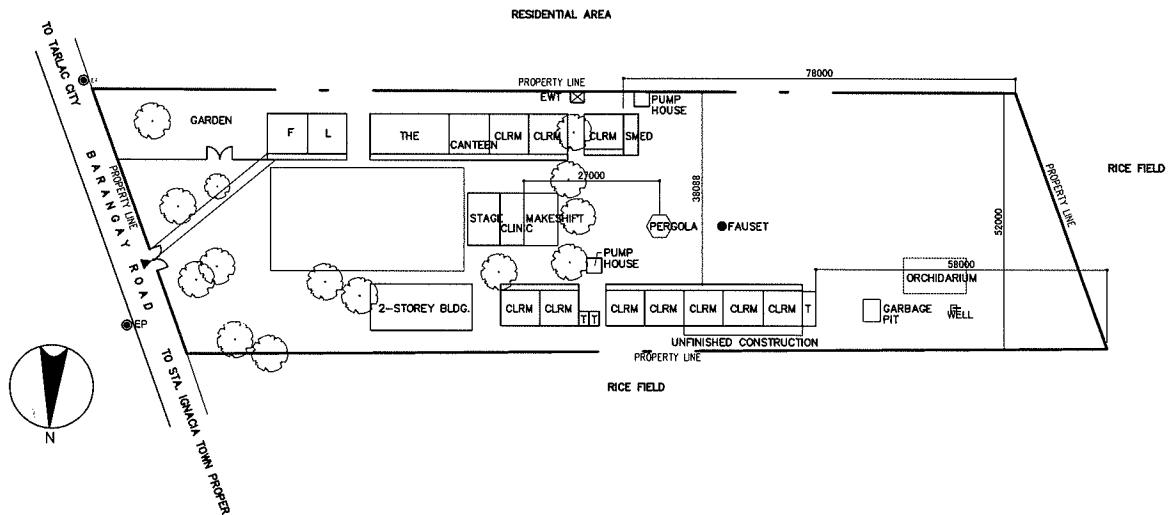 RESIDENTIAL AREA
TO TARLAC CITY
78000
PROPERTY LINE
EWT
PUMP
HOUSE
GARDEN
F
L
THE
CANTEEN
CLRM
CLRM
CLRM
SMED
RICE FIELD
BARANGAY ROAD
PROPERTY LINE
27000
38088
52000
PROPERTY LINE
STAGE
CLINIC
MAKESHIFT
PERGOLA
FAUSET
PUMP
HOUSE
58000
ORCHIDARIUM
2-STOREY BLDG.
CLRM
CLRM
T
T
CLRM
CLRM
CLRM
CLRM
CLRM
T
GARBAGE
PIT
WELL
EP
UNFINISHED CONSTRUCTION
PROPERTY LINE
TO STA. IGNACIA TOWN PROPER
RICE FIELD
N